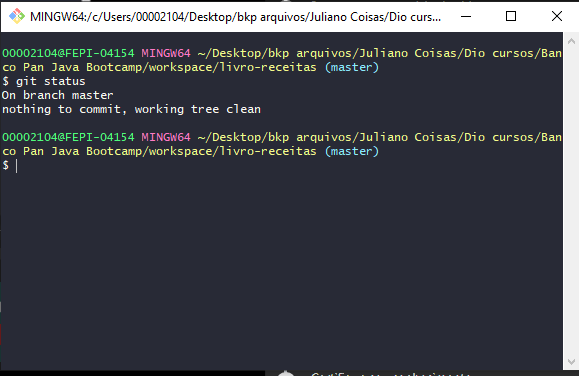 MINGW64:/c/Users/00002104/Desktop/bkp arquivos/Juliano Coisas/Dio curs...
00002104@FEPI-04154 MINGW64 ~/Desktop/bkp arquivos/Juliano Coisas/Dio cursos/Ban
co Pan Java Bootcamp/workspace/livro-receitas (master)
$ git status
On branch master
nothing to commit, working tree clean
00002104@FEPI-04154 MINGW64 ~/Desktop/bkp arquivos/Juliano Coisas/Dio cursos/Ban
co Pan Java Bootcamp/workspace/livro-receitas (master)
$